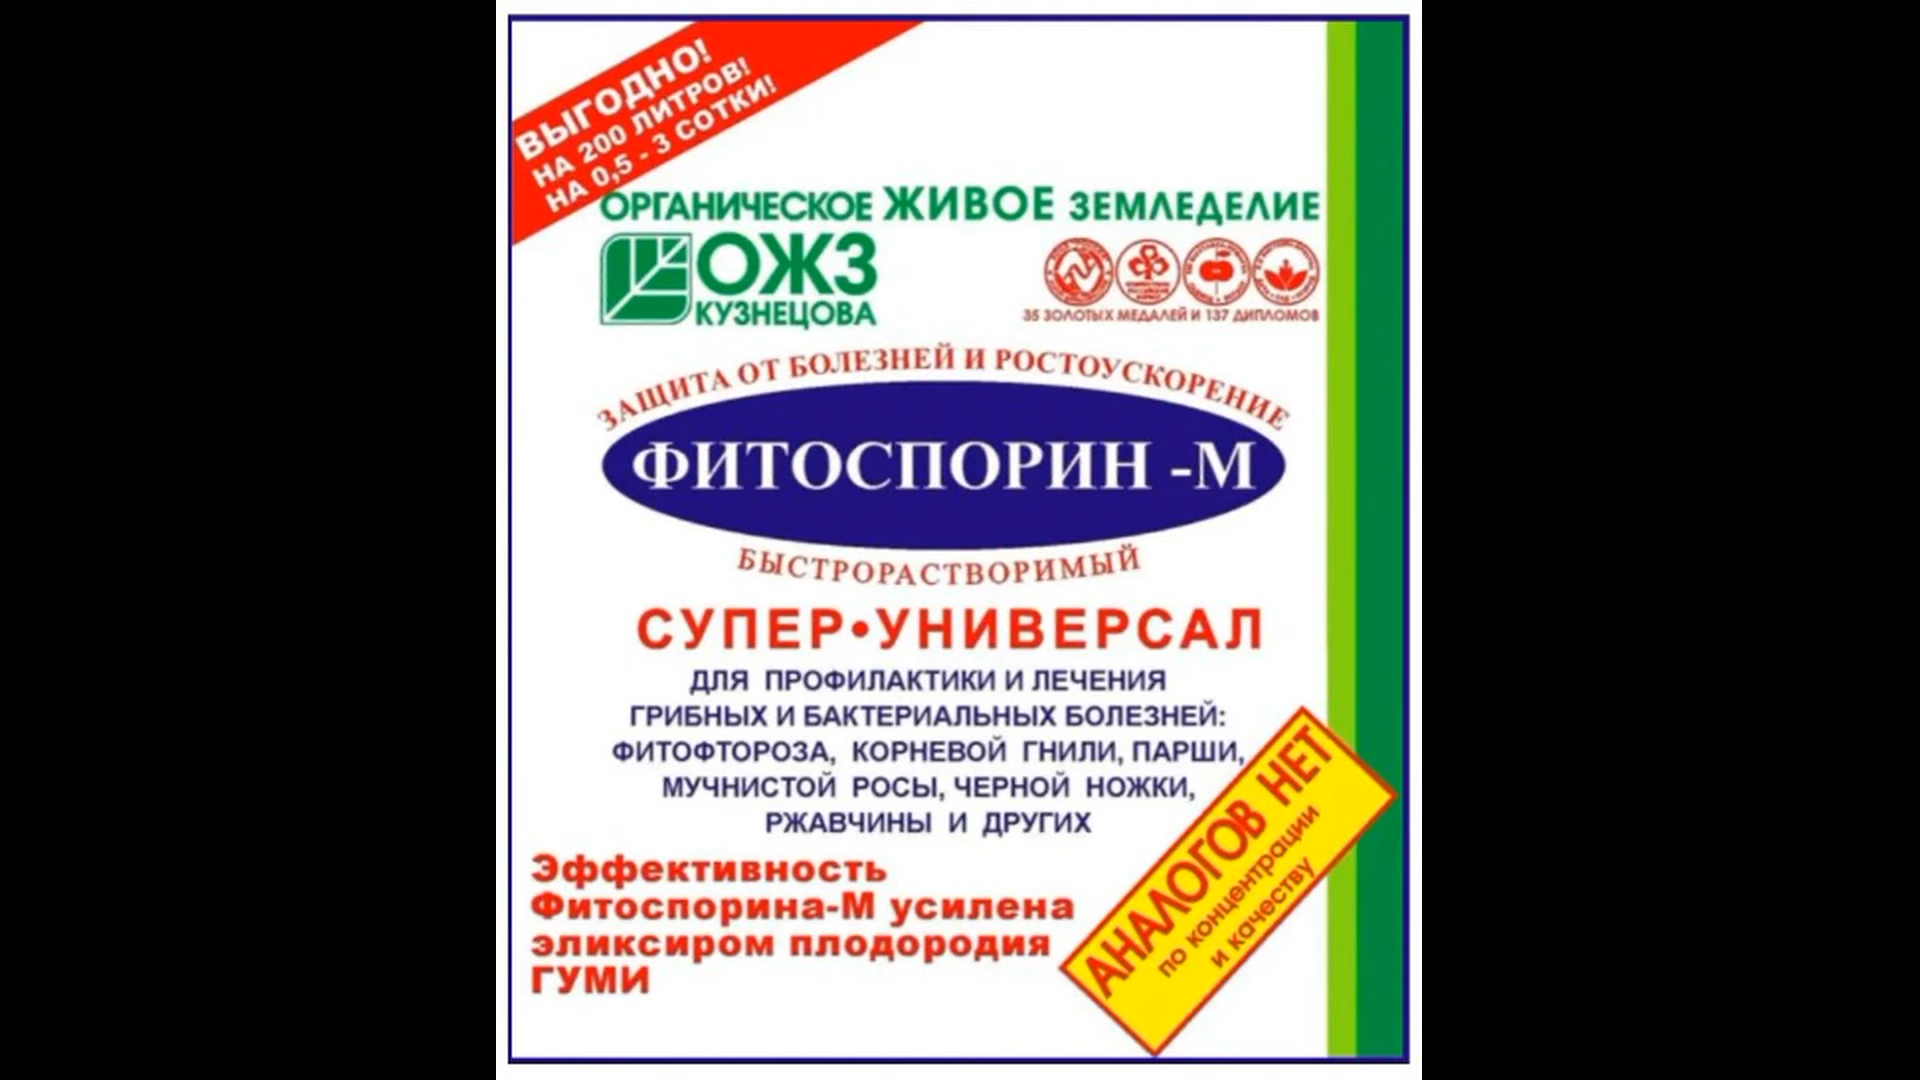 ВЫГОДНО!
НА 200 ЛИТРОВ!
НА 0,5 - 3 СОТКИ!
ОРГАНИЧЕСКОЕ ЖИВОЕ ЗЕМЛЕДЕЛИЕ
ОЖЗ
КУЗНЕЦОВА
35 ЗОЛОТЫХ МЕДАЛЕЙ И 137 ДИПЛОМОВ
ЗАЩИТА ОТ БОЛЕЗНЕЙ И РОСТОУСКОРЕНИЕ
ФИТОСПОРИН -М
БЫСТРОРАСТВОРИМЫЙ
СУПЕР•УНИВЕРСАЛ
ДЛЯ ПРОФИЛАКТИКИ И ЛЕЧЕНИЯ
ГРИБНЫХ И БАКТЕРИАЛЬНЫХ БОЛЕЗНЕЙ:
ФИТОФТОРОЗА, КОРНЕВОЙ ГНИЛИ, ПАРШИ,
МУЧНИСТОЙ РОСЫ, ЧЕРНОЙ НОЖКИ,
РЖАВЧИНЫ И ДРУГИХ
Эффективность
Фитоспорина-М усилена
эликсиром плодородия
ГУМИ
АНАЛОГОВ НЕТ
по концентрации
и качеству